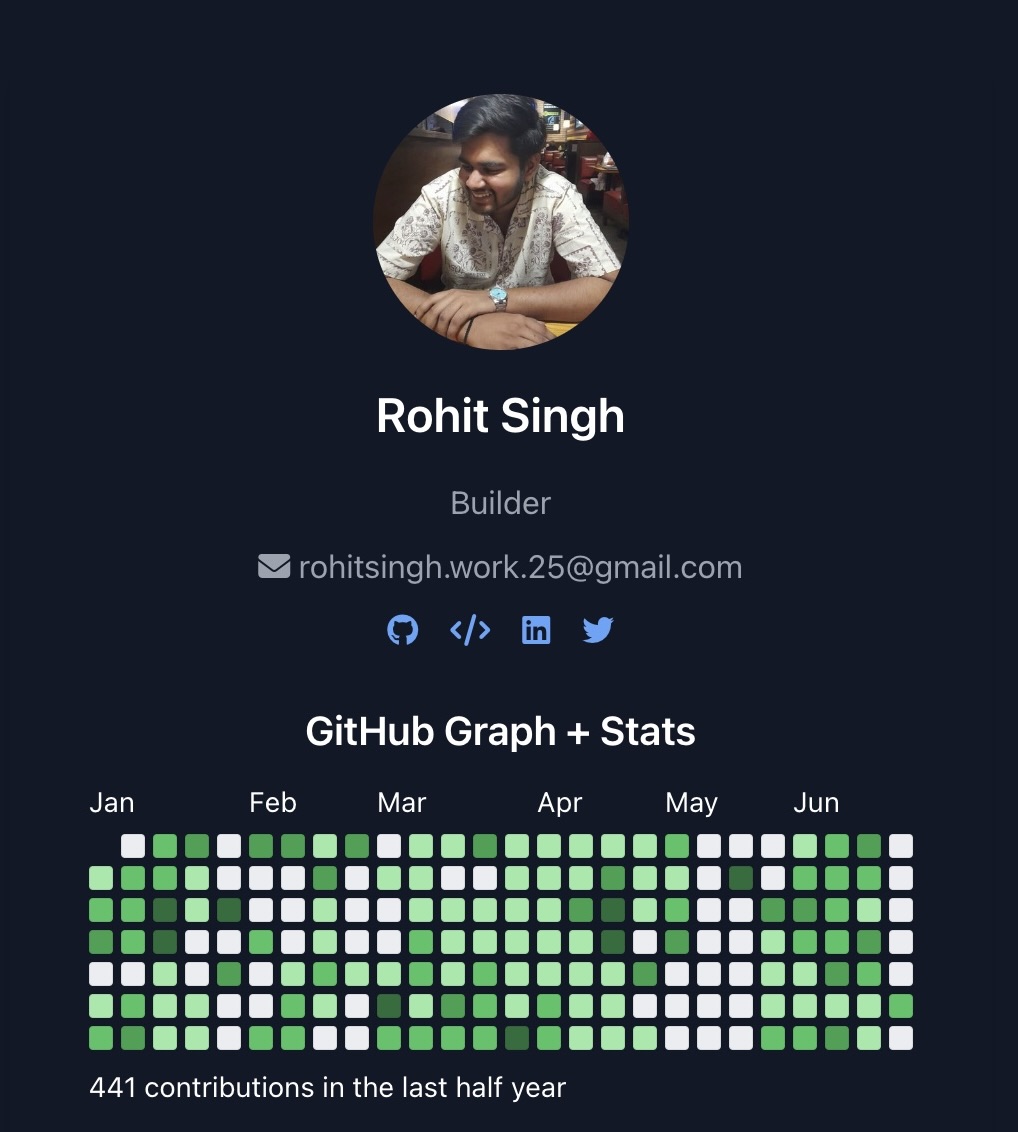 Rohit Singh
Builder
rohitsingh.work.25@gmail.com
GitHub Graph + Stats
Jan Feb Mar Apr May Jun
441 contributions in the last half year